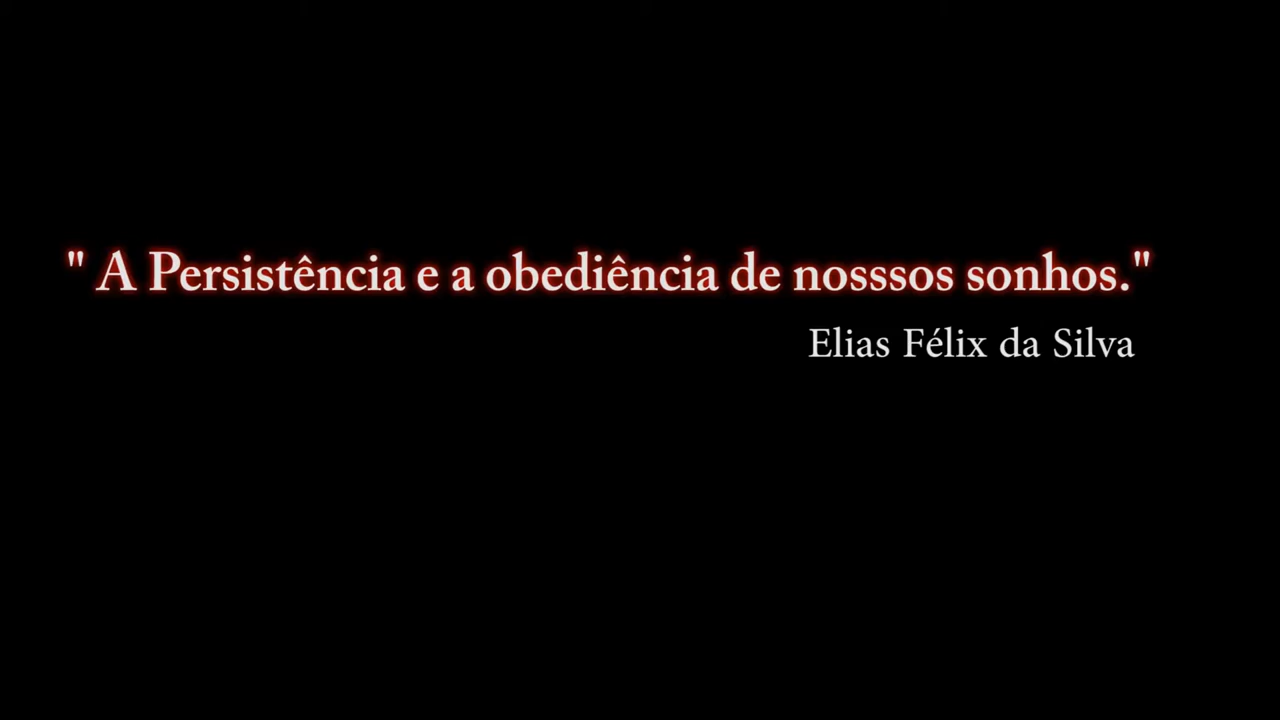 " A Persistência e a obediência de nosssos sonhos."
Elias Félix da Silva